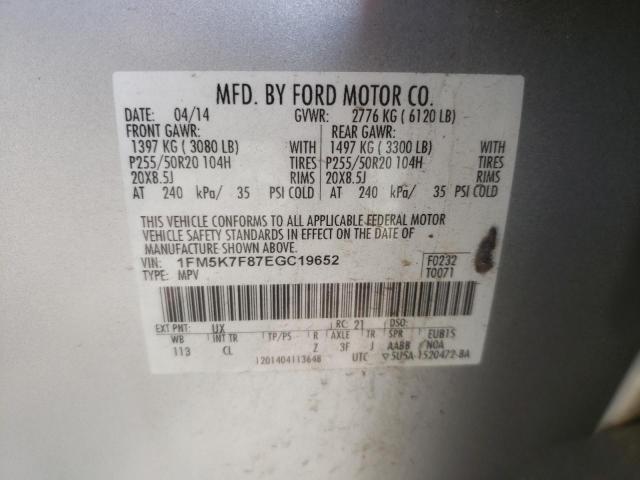 MFD. BY FORD MOTOR CO.
DATE: 04/14 GVWR: 2776 KG ( 6120 LB)
FRONT GAWR: REAR GAWR:
1397 KG ( 3080 LB) WITH 1497 KG ( 3300 LB) WITH
P255/50R20 104H TIRES P255/50R20 104H TIRES
20X8.5J RIMS 20X8.5J RIMS
AT 240 kPa/ 35 PSI COLD AT 240 kPa/ 35 PSI COLD
THIS VEHICLE CONFORMS TO ALL APPLICABLE FEDERAL MOTOR
VEHICLE SAFETY STANDARDS IN EFFECT ON THE DATE OF
MANUFACTURE SHOWN ABOVE.
VIN: 1FM5K7F87EGC19652 F0232
TYPE: MPV T0071
EXT PNT: UX RC: 21 DSO:
WB INT TR TP/PS R AXLE TR SPR EUB15
113 CL Z 3F J AABB NOA
1201404113648 UTC ▽5USA-1520472-BA